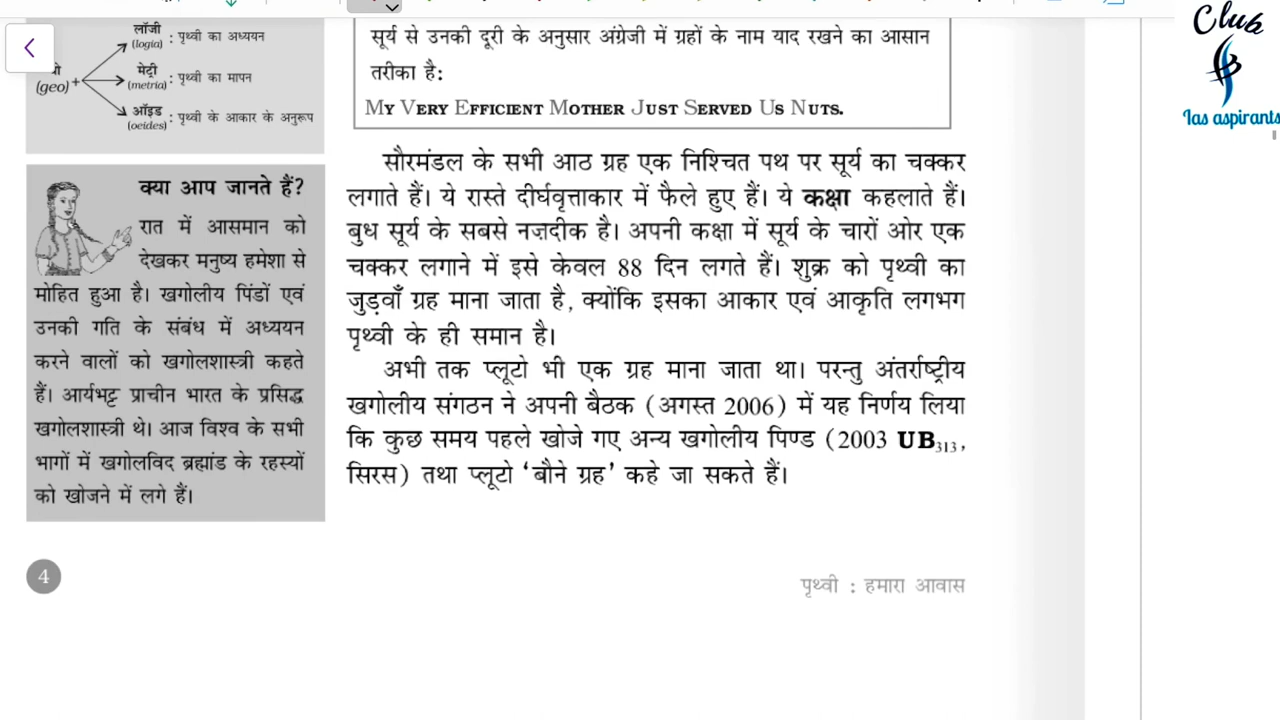 लॉजी
(logia) : पृथ्वी का अध्ययन
मेट्री
(metria) : पृथ्वी का मापन
(geo) +
ऑइड
(oeides) : पृथ्वी के आकार के अनुरूप
क्या आप जानते हैं?
रात में आसमान को
देखकर मनुष्य हमेशा से
मोहित हुआ है। खगोलीय पिंडों एवं
उनकी गति के संबंध में अध्ययन
करने वालों को खगोलशास्त्री कहते
हैं। आर्यभट्ट प्राचीन भारत के प्रसिद्ध
खगोलशास्त्री थे। आज विश्व के सभी
भागों में खगोलविद ब्रह्मांड के रहस्यों
को खोजने में लगे हैं।
सूर्य से उनकी दूरी के अनुसार अंग्रेजी में ग्रहों के नाम याद रखने का आसान
तरीका है:
MY VERY EFFICIENT MOTHER JUST SERVED US NUTS.
सौरमंडल के सभी आठ ग्रह एक निश्चित पथ पर सूर्य का चक्कर
लगाते हैं। ये रास्ते दीर्घवृत्ताकार में फैले हुए हैं। ये कक्षा कहलाते हैं।
बुध सूर्य के सबसे नज़दीक है। अपनी कक्षा में सूर्य के चारों ओर एक
चक्कर लगाने में इसे केवल 88 दिन लगते हैं। शुक्र को पृथ्वी का
जुड़वाँ ग्रह माना जाता है, क्योंकि इसका आकार एवं आकृति लगभग
पृथ्वी के ही समान है।
अभी तक प्लूटो भी एक ग्रह माना जाता था। परन्तु अंतर्राष्ट्रीय
खगोलीय संगठन ने अपनी बैठक (अगस्त 2006) में यह निर्णय लिया
कि कुछ समय पहले खोजे गए अन्य खगोलीय पिण्ड (2003 UB₃₁₃,
सिरस) तथा प्लूटो ‘बौने ग्रह’ कहे जा सकते हैं।
4
पृथ्वी : हमारा आवास
Club
Ias aspirants